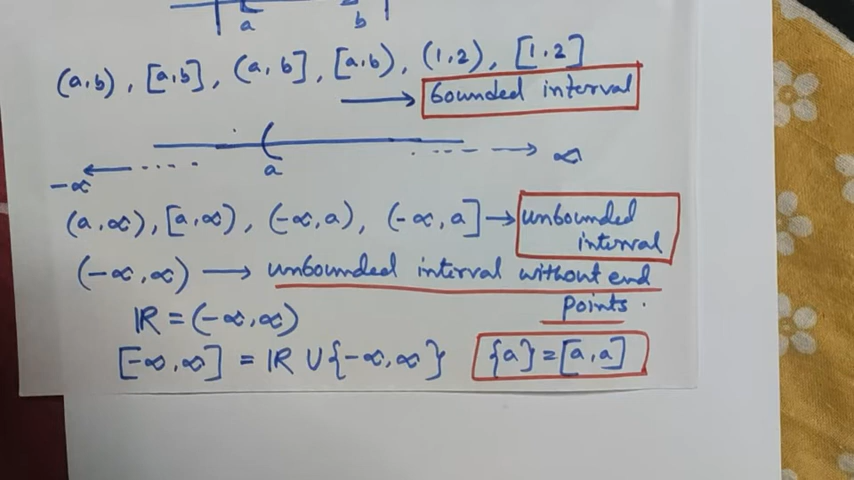 a b
(a,b), [a,b], (a,b], [a,b), (1,2), [1,2]
→ bounded interval
a
-∞ ∞
(a,∞), [a,∞), (-∞,a), (-∞,a] → unbounded interval
(-∞,∞) → unbounded interval without end points.
ℝ = (-∞,∞)
[-∞,∞] = ℝ ∪ {-∞,∞} {a} = [a,a]